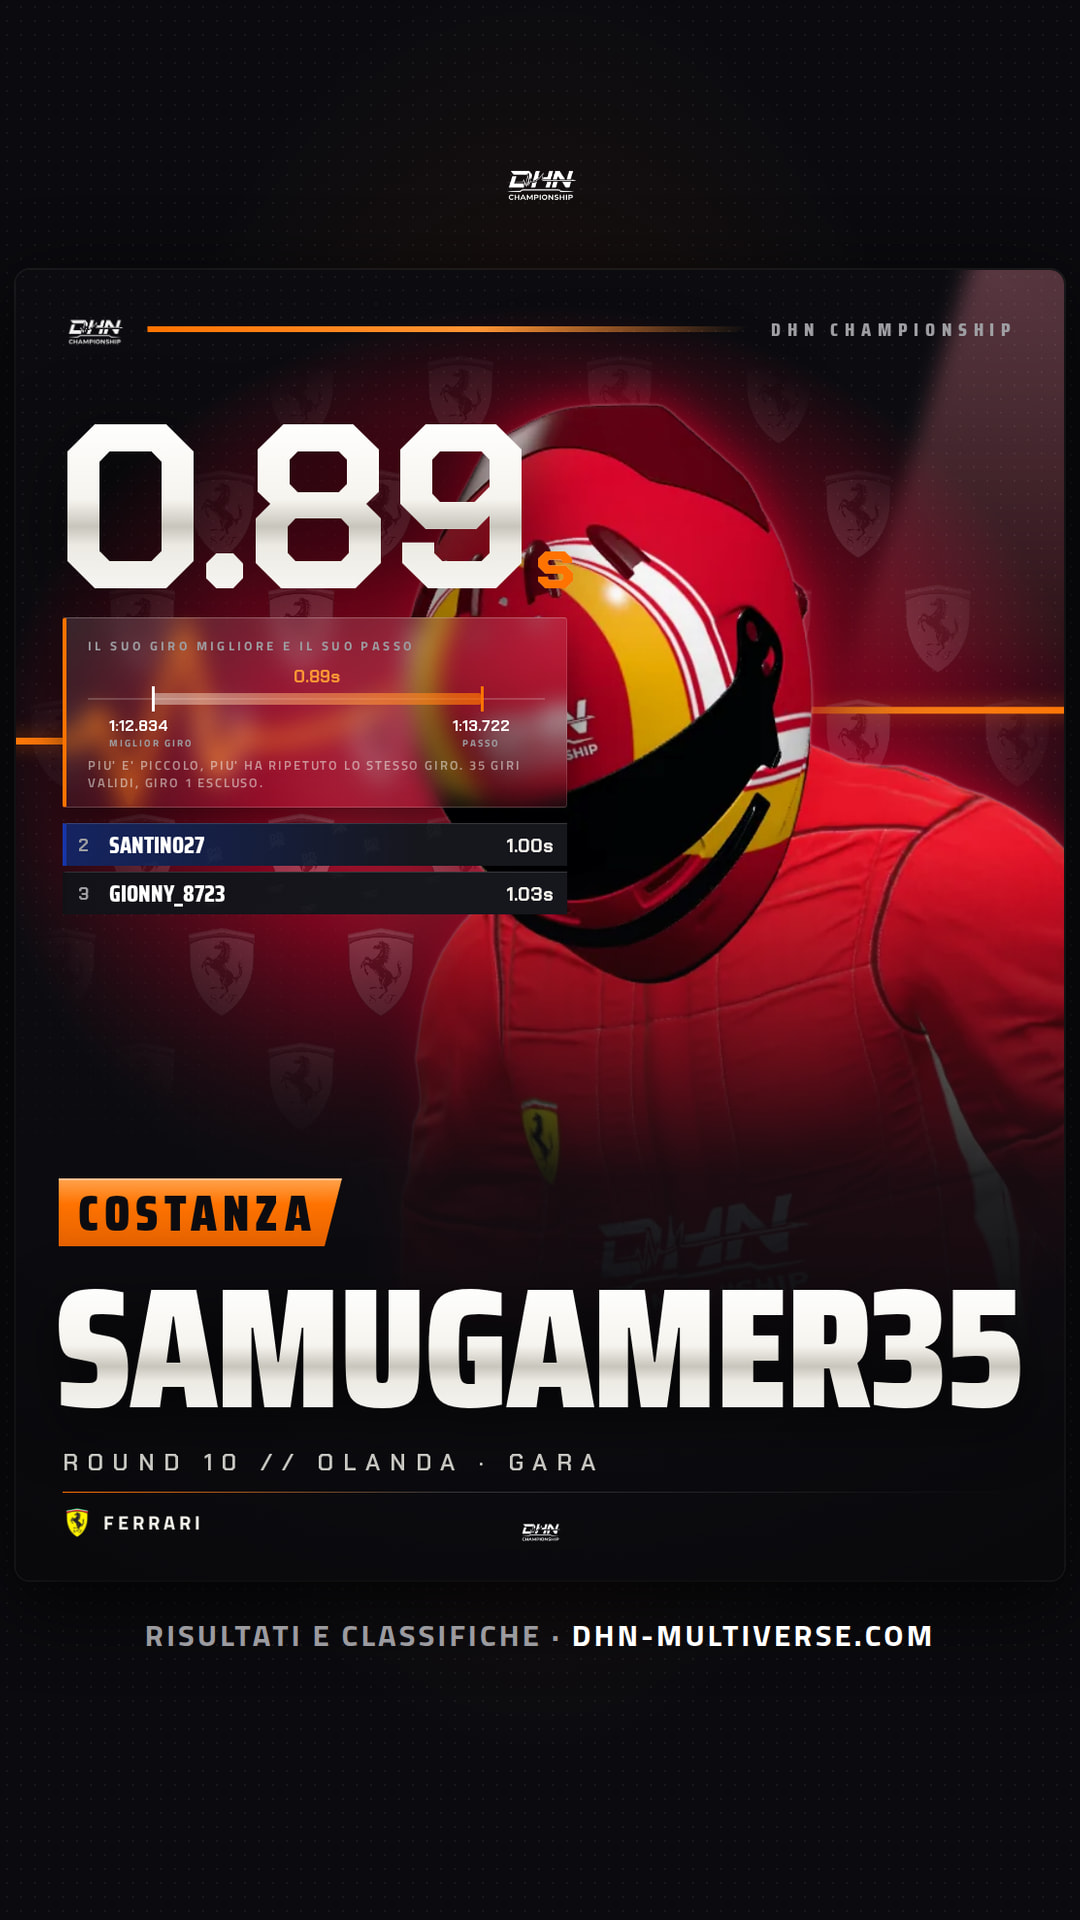 DHN
CHAMPIONSHIP
DHN
CHAMPIONSHIP
DHN CHAMPIONSHIP
0.89s
IL SUO GIRO MIGLIORE E IL SUO PASSO
0.89s
1:12.834
1:13.722
MIGLIOR GIRO
PASSO
PIU' E' PICCOLO, PIU' HA RIPETUTO LO STESSO GIRO. 35 GIRI
VALIDI, GIRO 1 ESCLUSO.
2 SANTINO27 1.00s
3 GIONNY_8723 1.03s
COSTANZA
DHN
SAMUGAMER35
ROUND 10 // OLANDA · GARA
FERRARI
DHN
CHAMPIONSHIP
RISULTATI E CLASSIFICHE · DHN-MULTIVERSE.COM